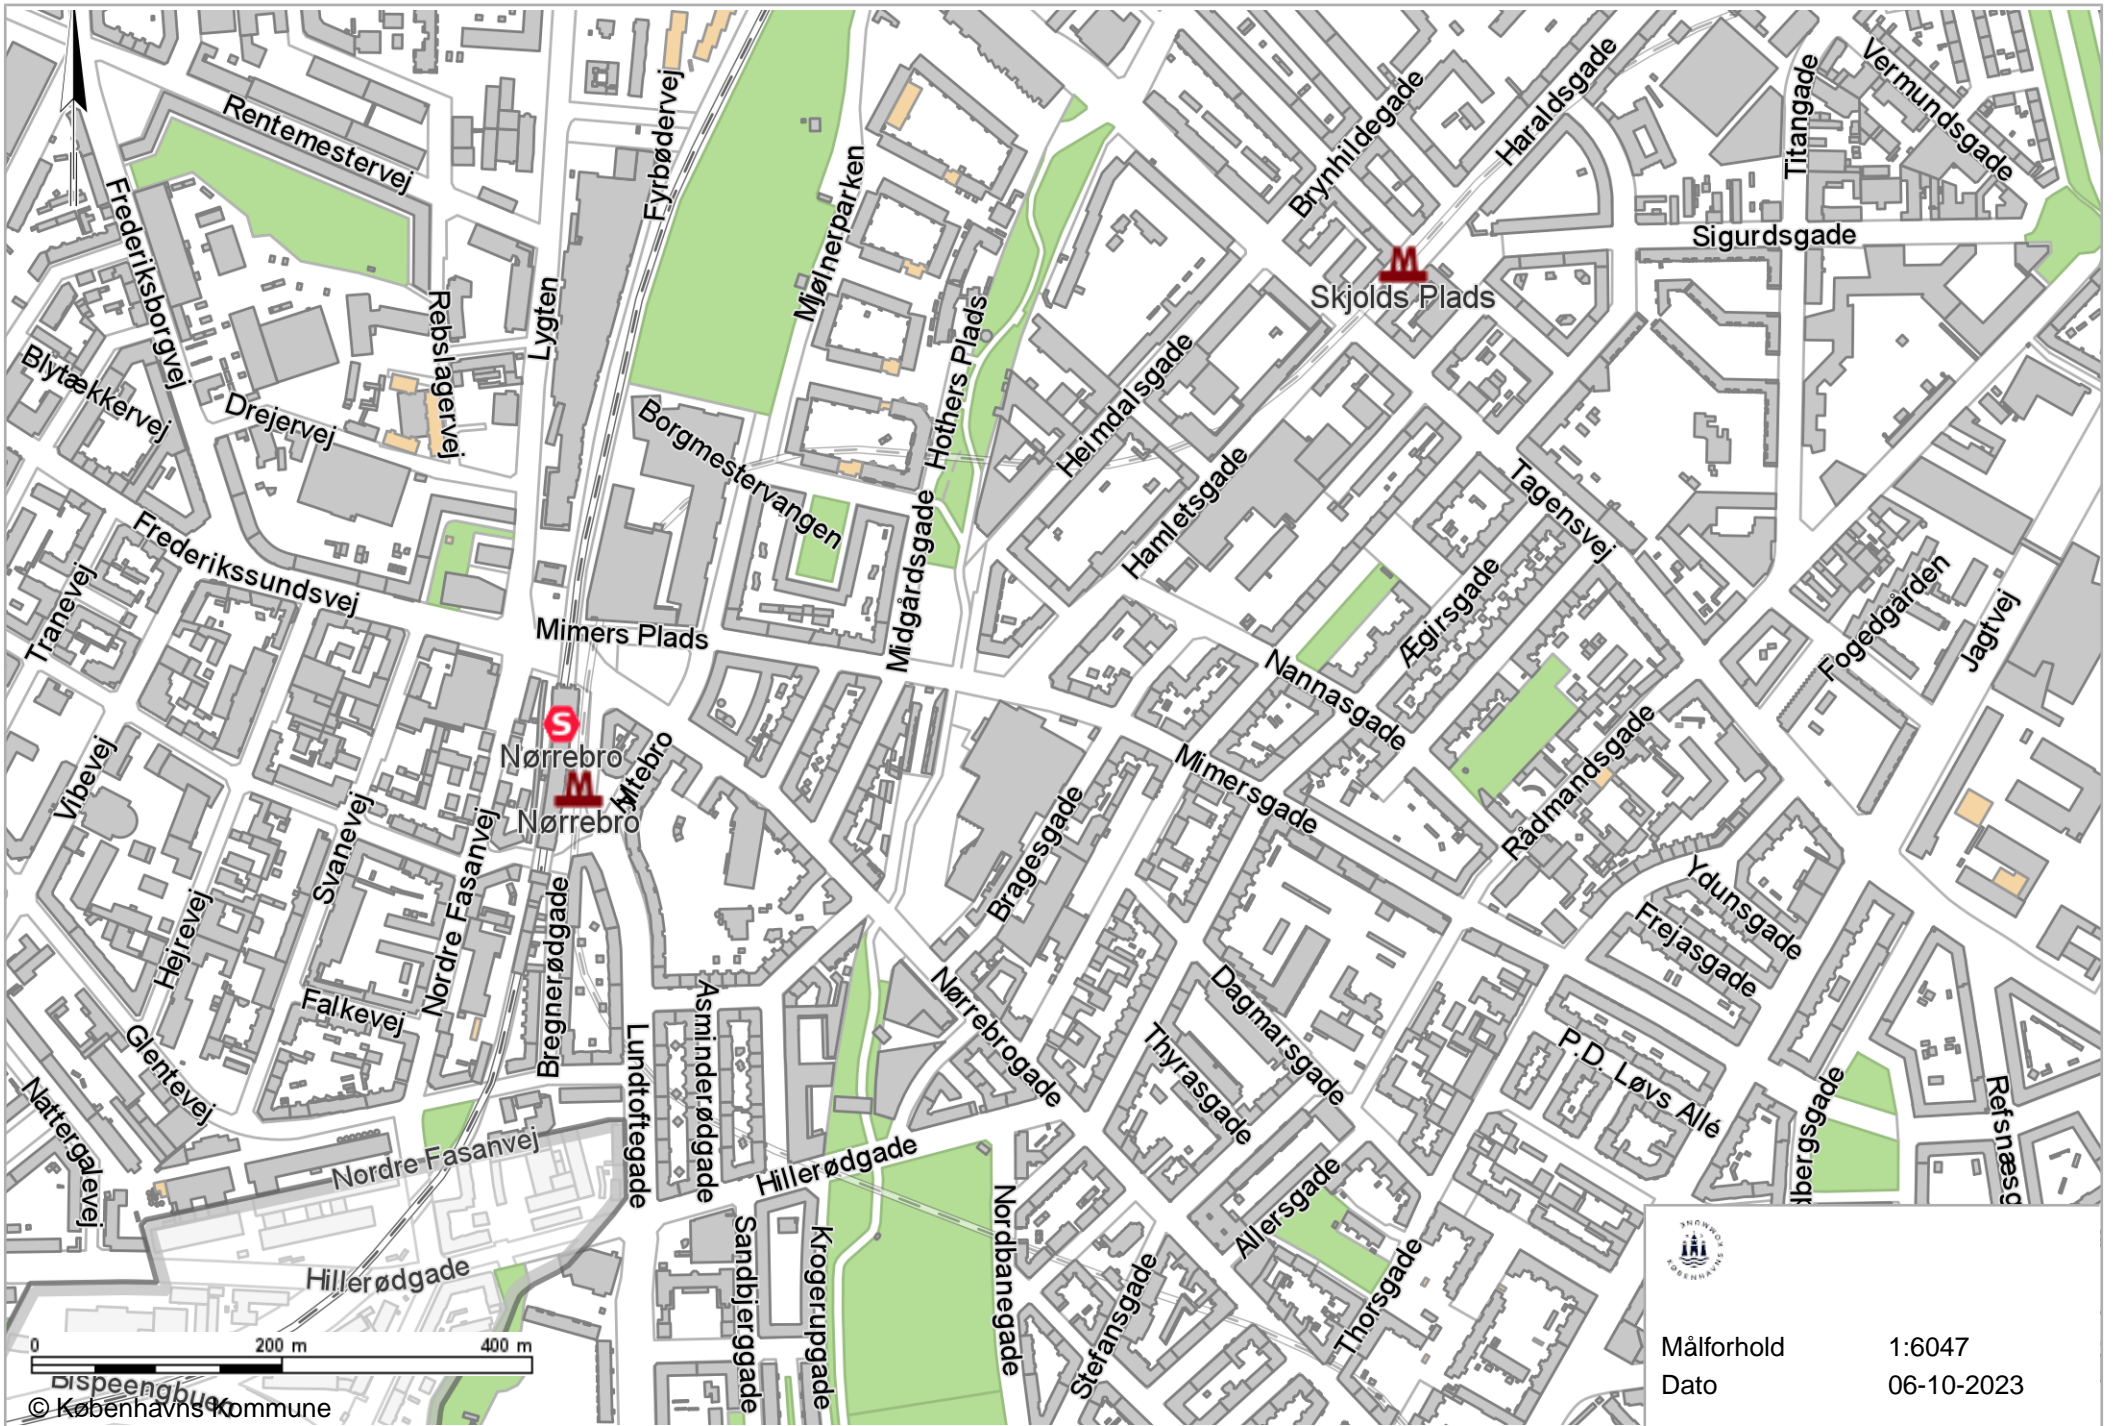 Rentemestervej
Fyrbødervej
Brynhildegade
Haraldsgade
Titangade
Vermundsgade
Frederiksborgvej
Mjølnerparken
Sigurdsgade
Skjolds Plads
Lygten
Rebslagervej
Hothers Plads
Heimdalsgade
Blytækkervej
Drejervej
Borgmestervangen
Hamletsgade
Tagensvej
Frederikssundsvej
Midgårdsgade
Ægirsgade
Fogedgården
Jagtvej
Tranevej
Mimers Plads
Nannasgade
S
Nørrebro
M
Nørrebro
Mimersgade
Rådmandsgade
Vibevej
Svanevej
Nordre Fasanvej
Bragesgade
Ydunsgade
Frejasgade
Hejrevej
Bregnerødgade
Falkevej
Asminderødgade
Nørrebrogade
Dagmarsgade
Thyrasgade
P.D. Løvs Allé
Glentevej
Nattergalevej
Lundtoftegade
Nordre Fasanvej
Hillerødgade
Allersgade
Hillerødgade
Sandbjerggade
Krogerupgade
Nordbanegade
Stefansgade
Thorsgade
0 200 m 400 m
© Københavns Kommune
KØBENHAVNS KOMMUNE
Målforhold 1:6047
Dato 06-10-2023